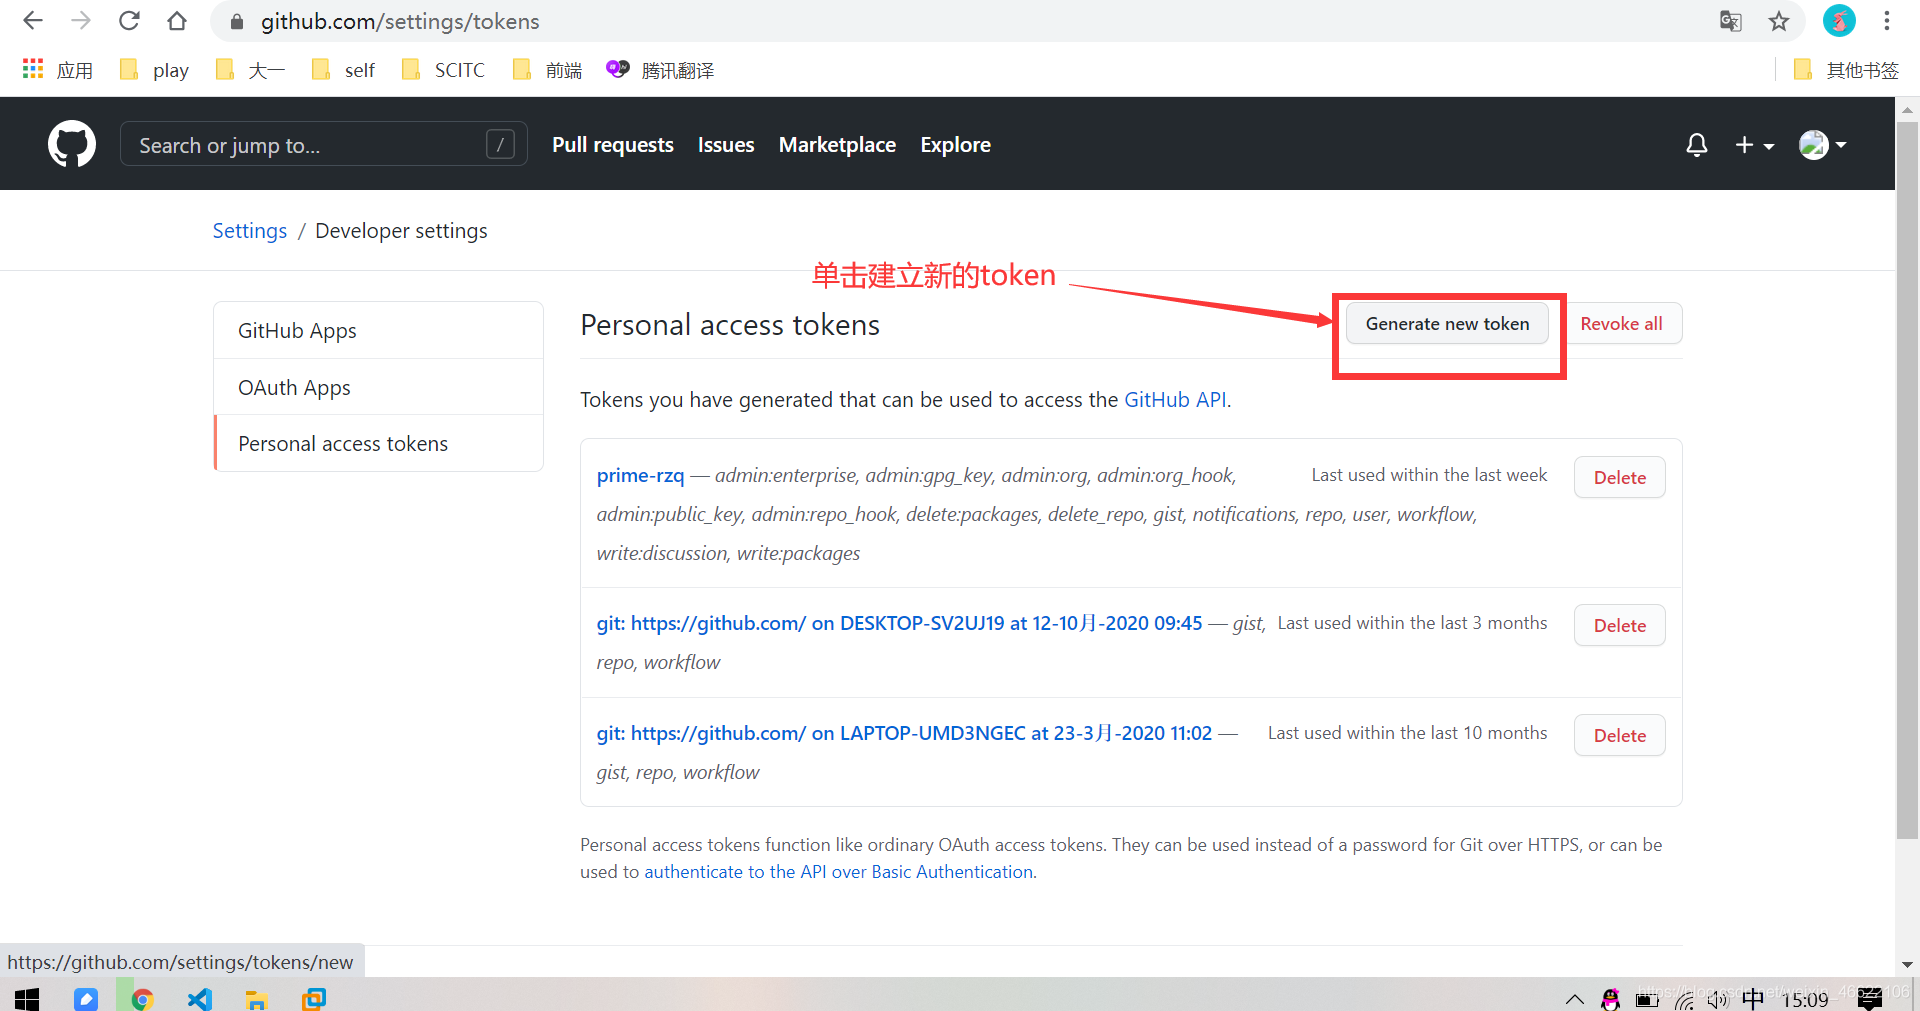 github.com/settings/tokens
应用 play 大一 self SCITC 前端 腾讯翻译 其他书签
Search or jump to... / Pull requests Issues Marketplace Explore
Settings / Developer settings
单击建立新的token
GitHub Apps
OAuth Apps
Personal access tokens
Personal access tokens
Generate new token
Revoke all
Tokens you have generated that can be used to access the GitHub API.
prime-rzq — admin:enterprise, admin:gpg_key, admin:org, admin:org_hook,
admin:public_key, admin:repo_hook, delete:packages, delete_repo, gist, notifications, repo, user, workflow,
write:discussion, write:packages
Last used within the last week
Delete
git: https://github.com/ on DESKTOP-SV2UJ19 at 12-10月-2020 09:45 — gist,
repo, workflow
Last used within the last 3 months
Delete
git: https://github.com/ on LAPTOP-UMD3NGEC at 23-3月-2020 11:02 —
gist, repo, workflow
Last used within the last 10 months
Delete
Personal access tokens function like ordinary OAuth access tokens. They can be used instead of a password for Git over HTTPS, or can be
used to authenticate to the API over Basic Authentication.
https://github.com/settings/tokens/new
中 15:09
https://blog.csdn.net/weixin_46522106